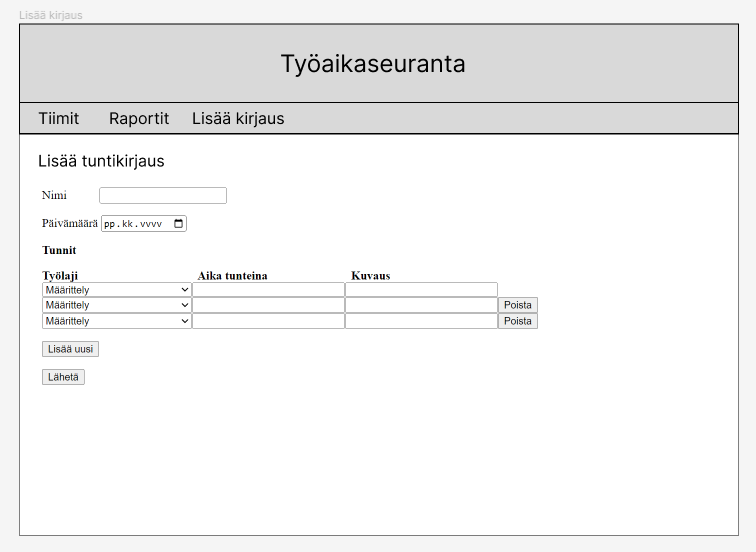 Lisää kirjaus
Työaikaseuranta
Tiimit Raportit Lisää kirjaus
Lisää tuntikirjaus
Nimi
Päivämäärä pp.kk.vvvv
Tunnit
Työlaji Aika tunteina Kuvaus
Määrittely
Määrittely Poista
Määrittely Poista
Lisää uusi
Lähetä